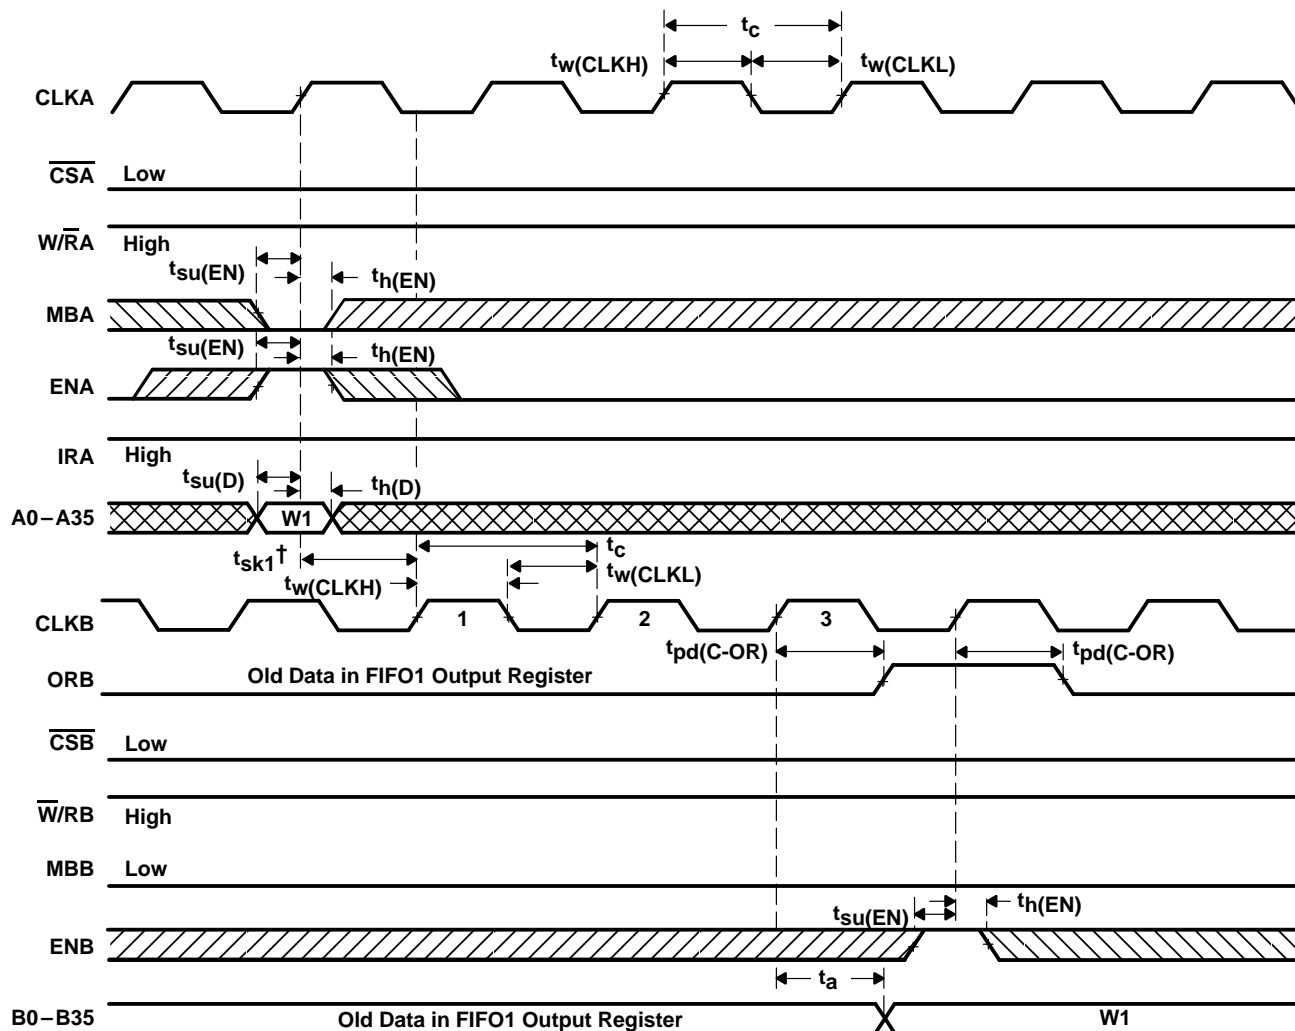 tc
tw(CLKH)
tw(CLKL)
CLKA
CSA
Low
W/RA
High
tsu(EN)
th(EN)
MBA
tsu(EN)
th(EN)
ENA
IRA
High
tsu(D)
th(D)
A0–A35
W1
tsk1†
tc
tw(CLKH)
tw(CLKL)
CLKB
1
2
3
tpd(C-OR)
tpd(C-OR)
ORB
Old Data in FIFO1 Output Register
CSB
Low
W/RB
High
MBB
Low
tsu(EN)
th(EN)
ENB
ta
B0–B35
Old Data in FIFO1 Output Register
W1